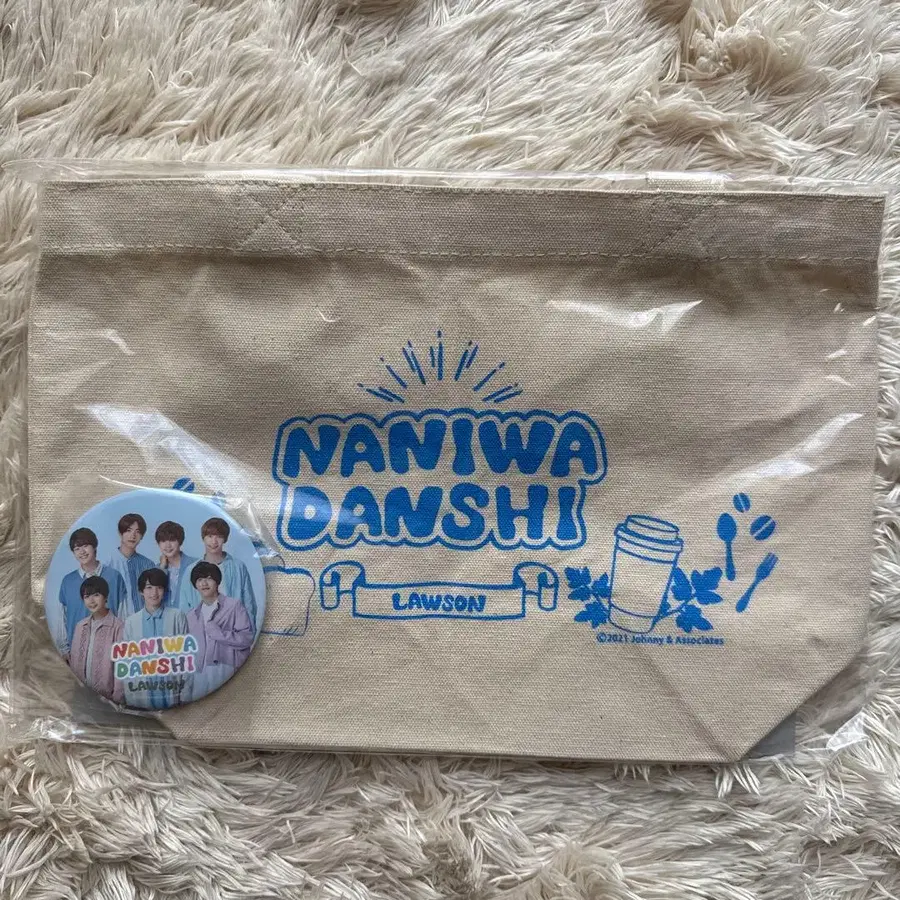 NANIWA
DANSHI
LAWSON
©2021 Johnny & Associates
NANIWA
DANSHI
LAWSON